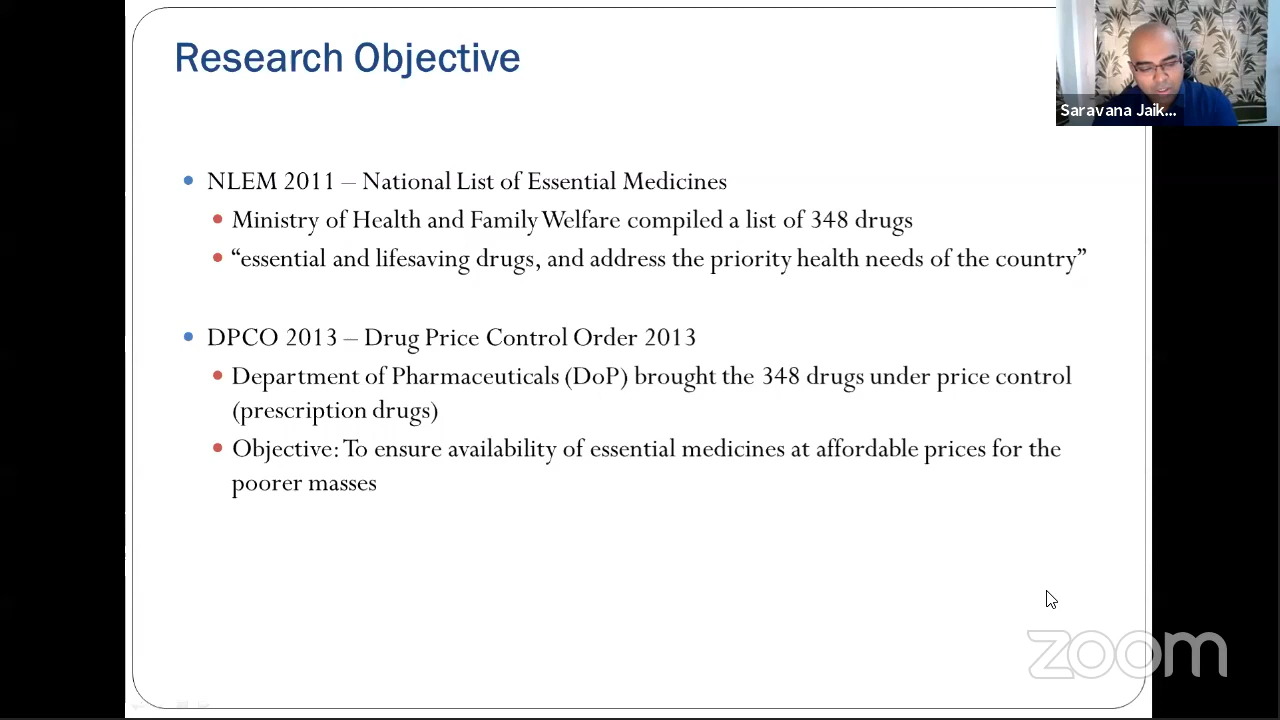 Research Objective
Saravana Jaik...
NLEM 2011 – National List of Essential Medicines
Ministry of Health and Family Welfare compiled a list of 348 drugs
“essential and lifesaving drugs, and address the priority health needs of the country”
DPCO 2013 – Drug Price Control Order 2013
Department of Pharmaceuticals (DoP) brought the 348 drugs under price control
(prescription drugs)
Objective: To ensure availability of essential medicines at affordable prices for the
poorer masses
zoom